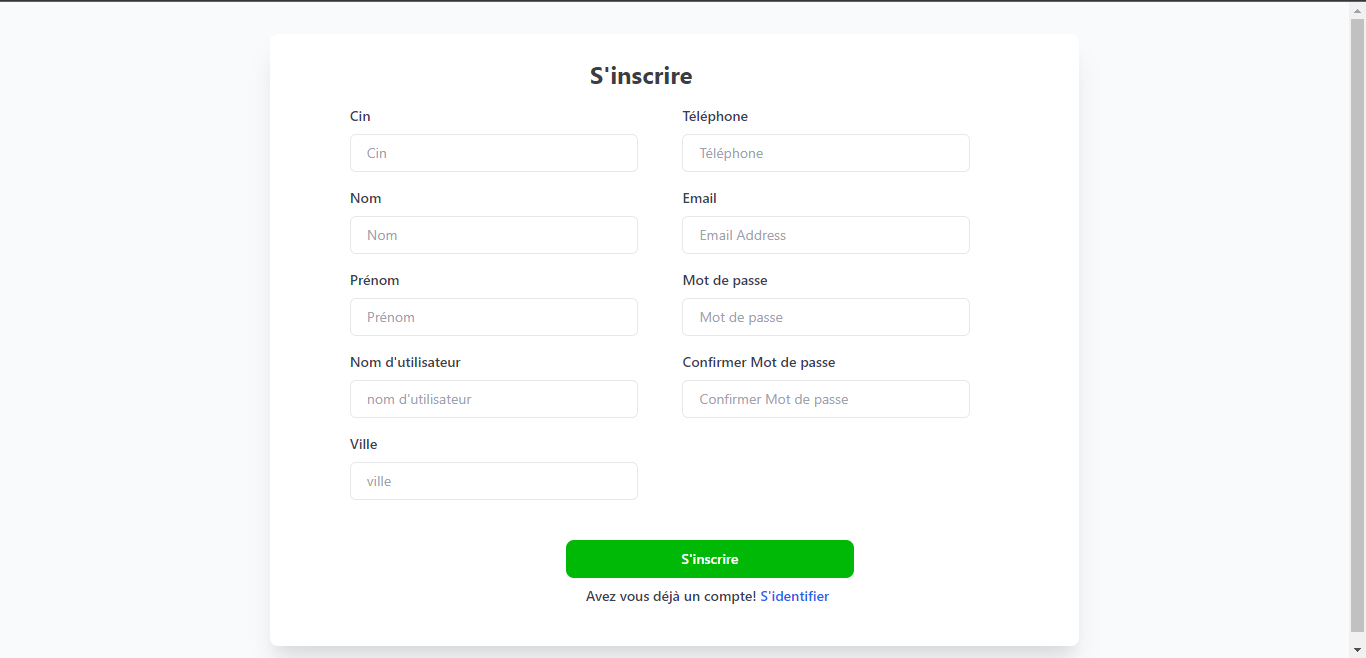 S'inscrire
Cin
Téléphone
Cin
Téléphone
Nom
Email
Nom
Email Address
Prénom
Mot de passe
Prénom
Mot de passe
Nom d'utilisateur
Confirmer Mot de passe
nom d'utilisateur
Confirmer Mot de passe
Ville
ville
S'inscrire
Avez vous déjà un compte! S'identifier